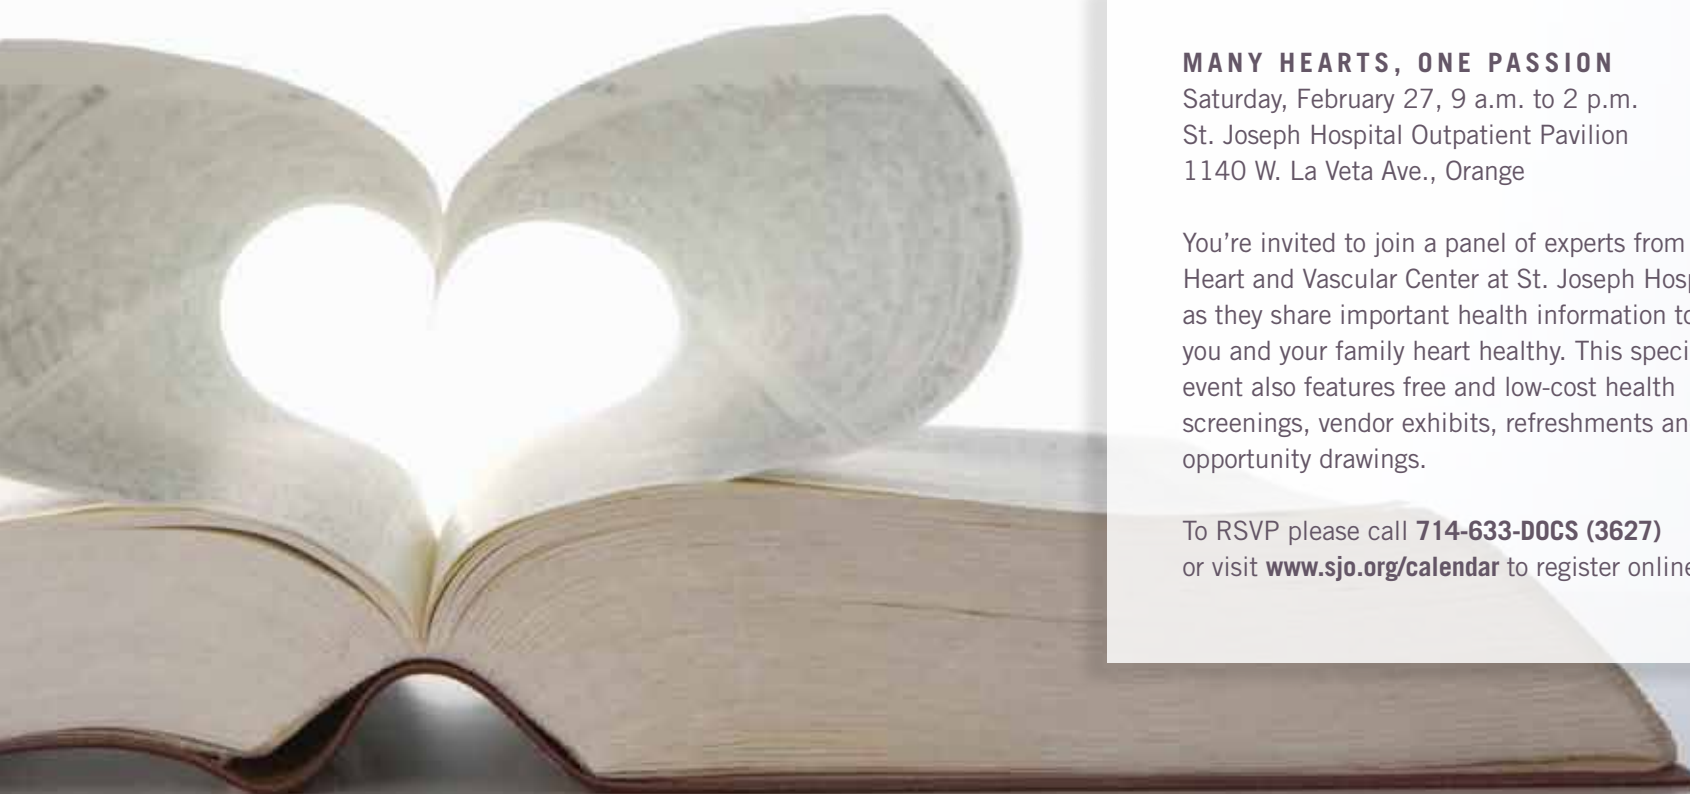 MANY HEARTS, ONE PASSION
Saturday, February 27, 9 a.m. to 2 p.m.
St. Joseph Hospital Outpatient Pavilion
1140 W. La Veta Ave., Orange
You’re invited to join a panel of experts from
Heart and Vascular Center at St. Joseph
as they share important health information
you and your family heart healthy. This
event also features free and low-cost health
screenings, vendor exhibits, refreshments
opportunity drawings.
To RSVP please call 714-633-DOCS (3627)
or visit www.sjo.org/calendar to register online